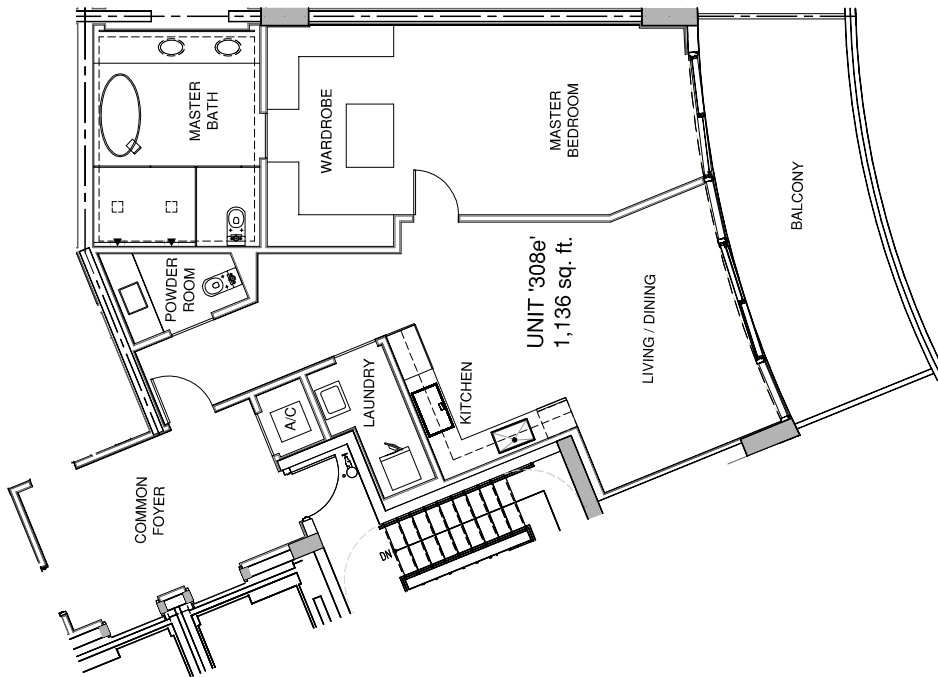 MASTER
BATH
WARDROBE
MASTER
BEDROOM
BALCONY
POWDER
ROOM
UNIT '308e'
1,136 sq. ft.
LIVING / DINING
KITCHEN
LAUNDRY
A/C
COMMON
FOYER
DN